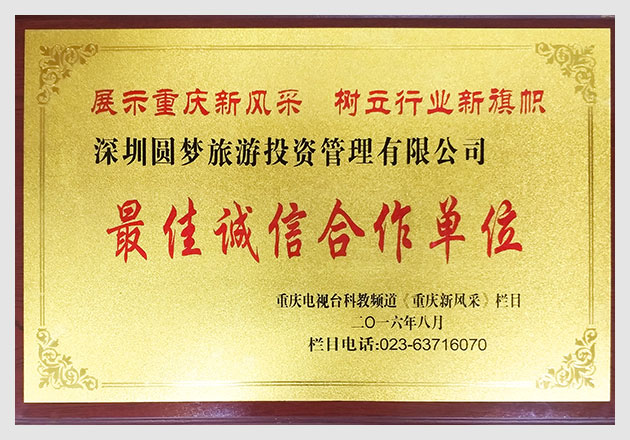 展示重庆新风采 树立行业新旗帜
深圳圆梦旅游投资管理有限公司
最佳诚信合作单位
重庆电视台科教频道《重庆新风采》栏目
二〇一六年八月
栏目电话:023-63716070